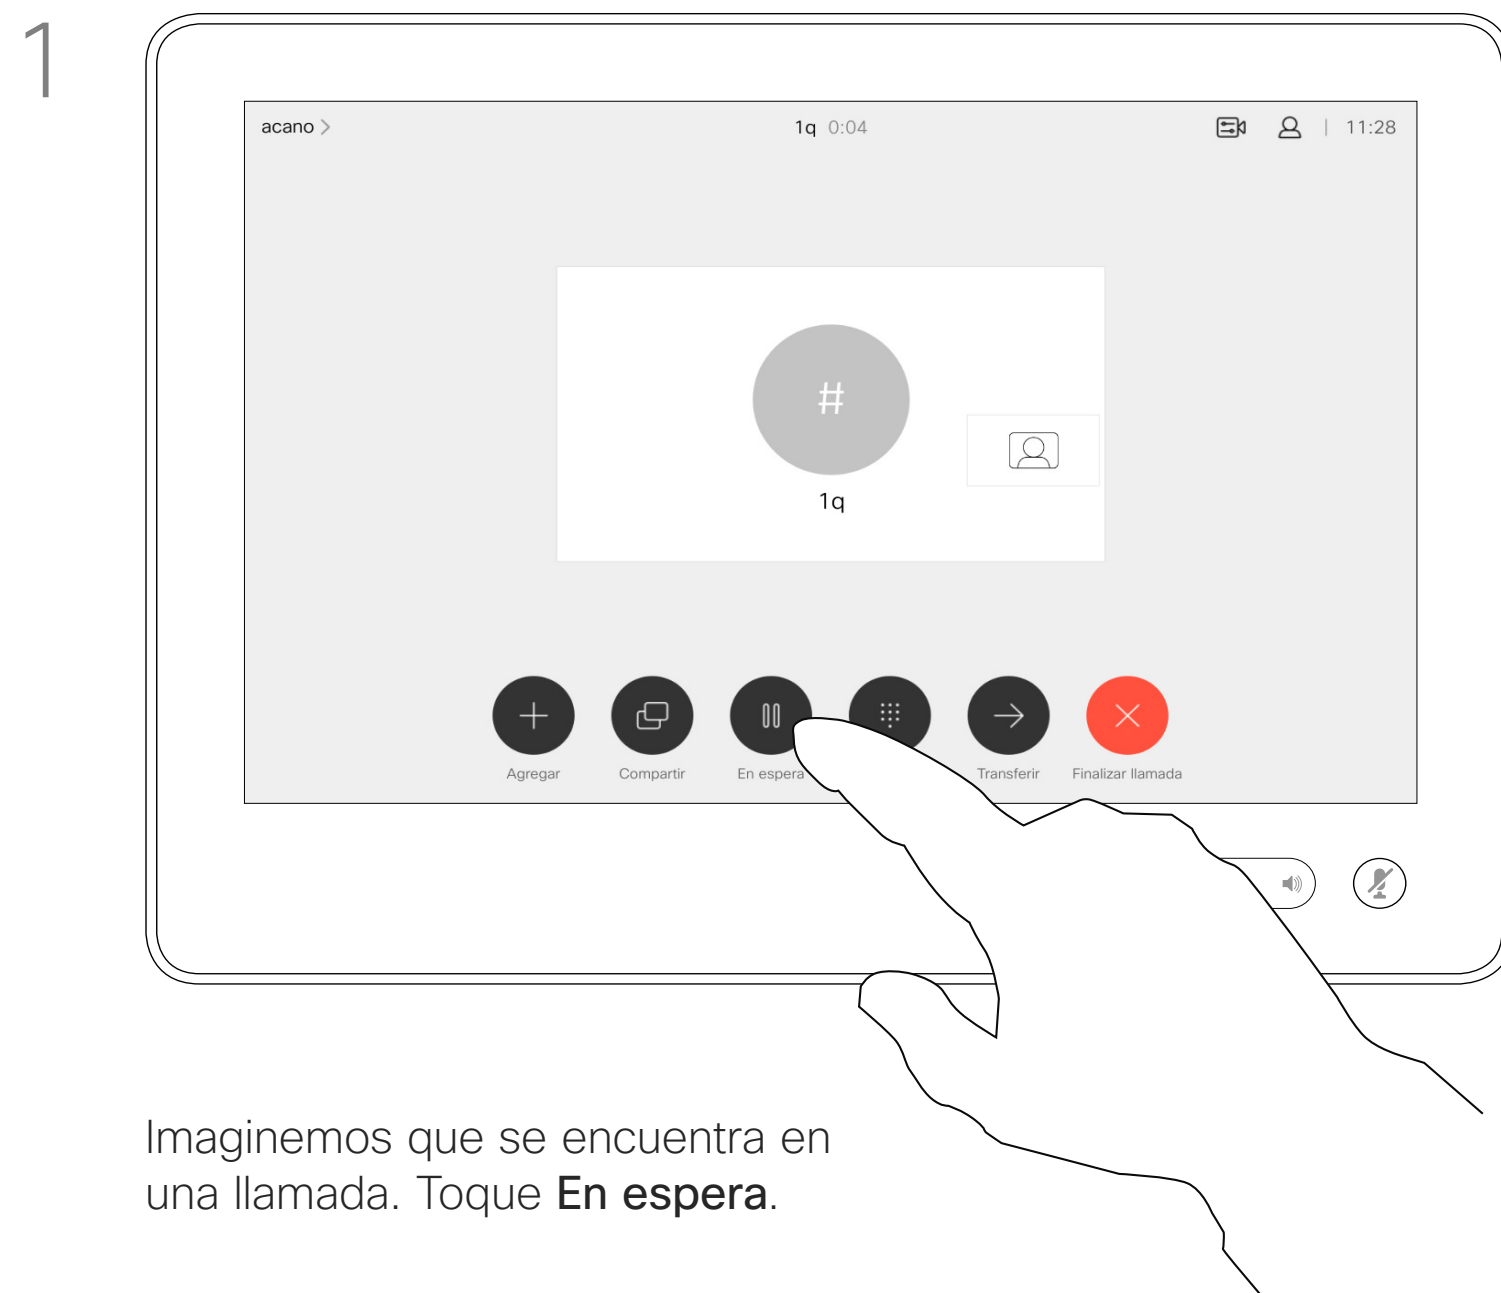 1
acano >
1q 0:04
11:28
#
1q
Agregar
Compartir
En espera
Transferir
Finalizar llamada
Imaginemos que se encuentra en
una llamada. Toque En espera.